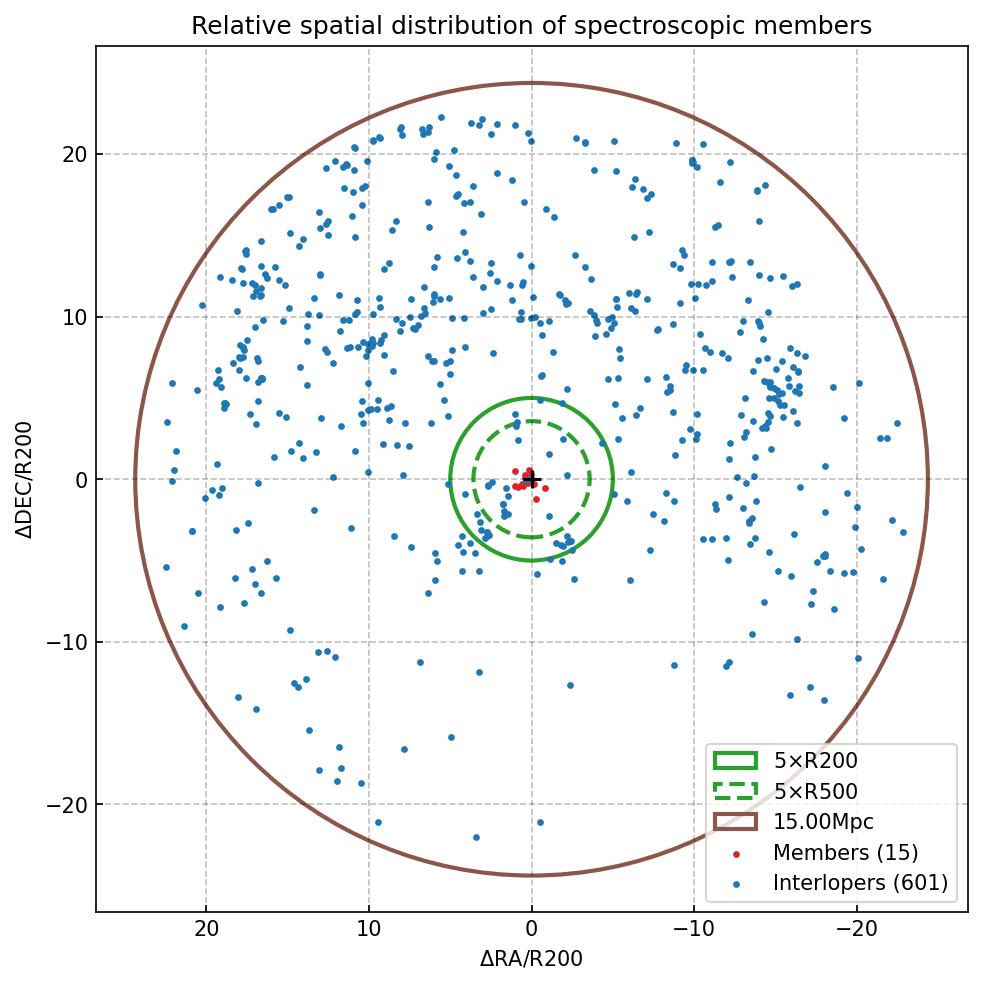 Relative spatial distribution of spectroscopic members
ΔDEC/R200
20
10
0
−10
−20
20
10
0
−10
−20
ΔRA/R200
5×R200
5×R500
15.00Mpc
Members (15)
Interlopers (601)